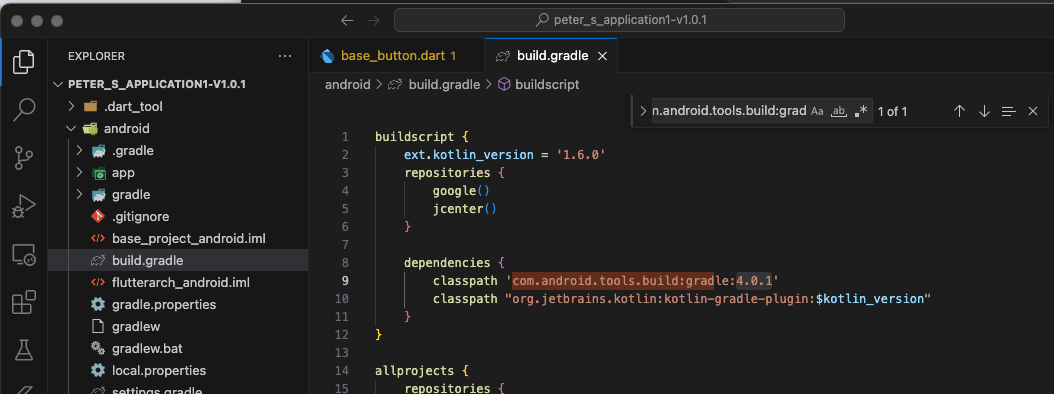 peter_s_application1-v1.0.1
EXPLORER
base_button.dart 1
build.gradle
PETER_S_APPLICATION1-V1.0.1
android > build.gradle > buildscript
.dart_tool
android
.gradle
app
gradle
.gitignore
base_project_android.iml
build.gradle
flutterarch_android.iml
gradle.properties
gradlew
gradlew.bat
local.properties
settings.gradle
m.android.tools.build:grad Aa ab .* 1 of 1
1 buildscript {
2 ext.kotlin_version = '1.6.0'
3 repositories {
4 google()
5 jcenter()
6 }
7
8 dependencies {
9 classpath 'com.android.tools.build:gradle:4.0.1'
10 classpath "org.jetbrains.kotlin:kotlin-gradle-plugin:$kotlin_version"
11 }
12 }
13
14 allprojects {
15 repositories {